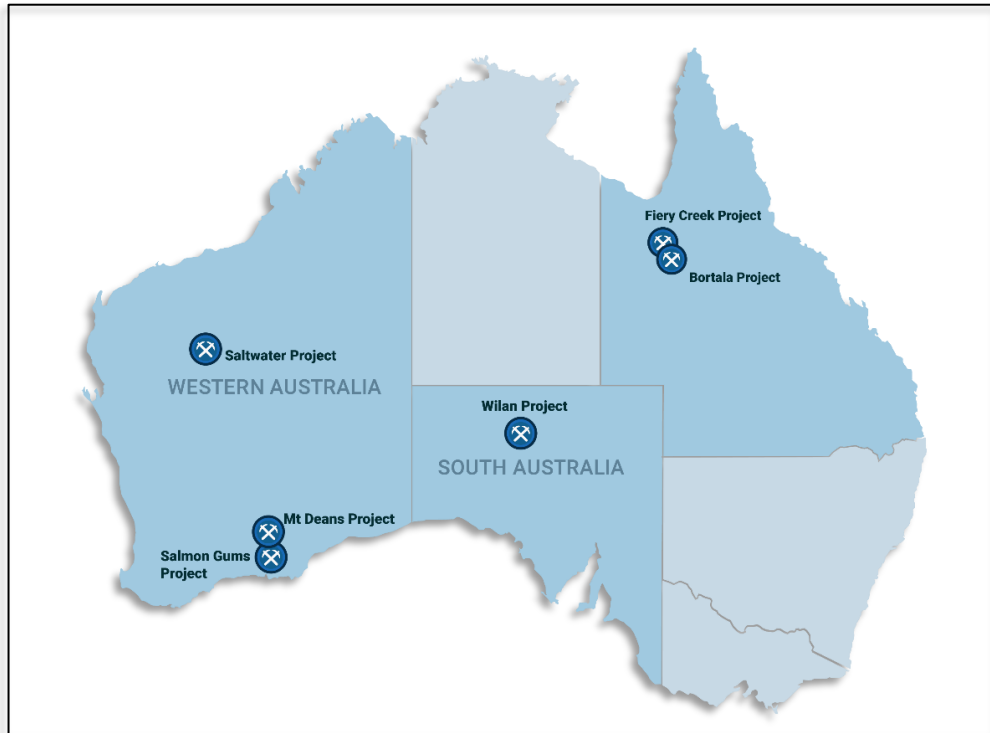 Fiery Creek Project
Bortala Project
Saltwater Project
WESTERN AUSTRALIA
Wilan Project
SOUTH AUSTRALIA
Mt Deans Project
Salmon Gums
Project